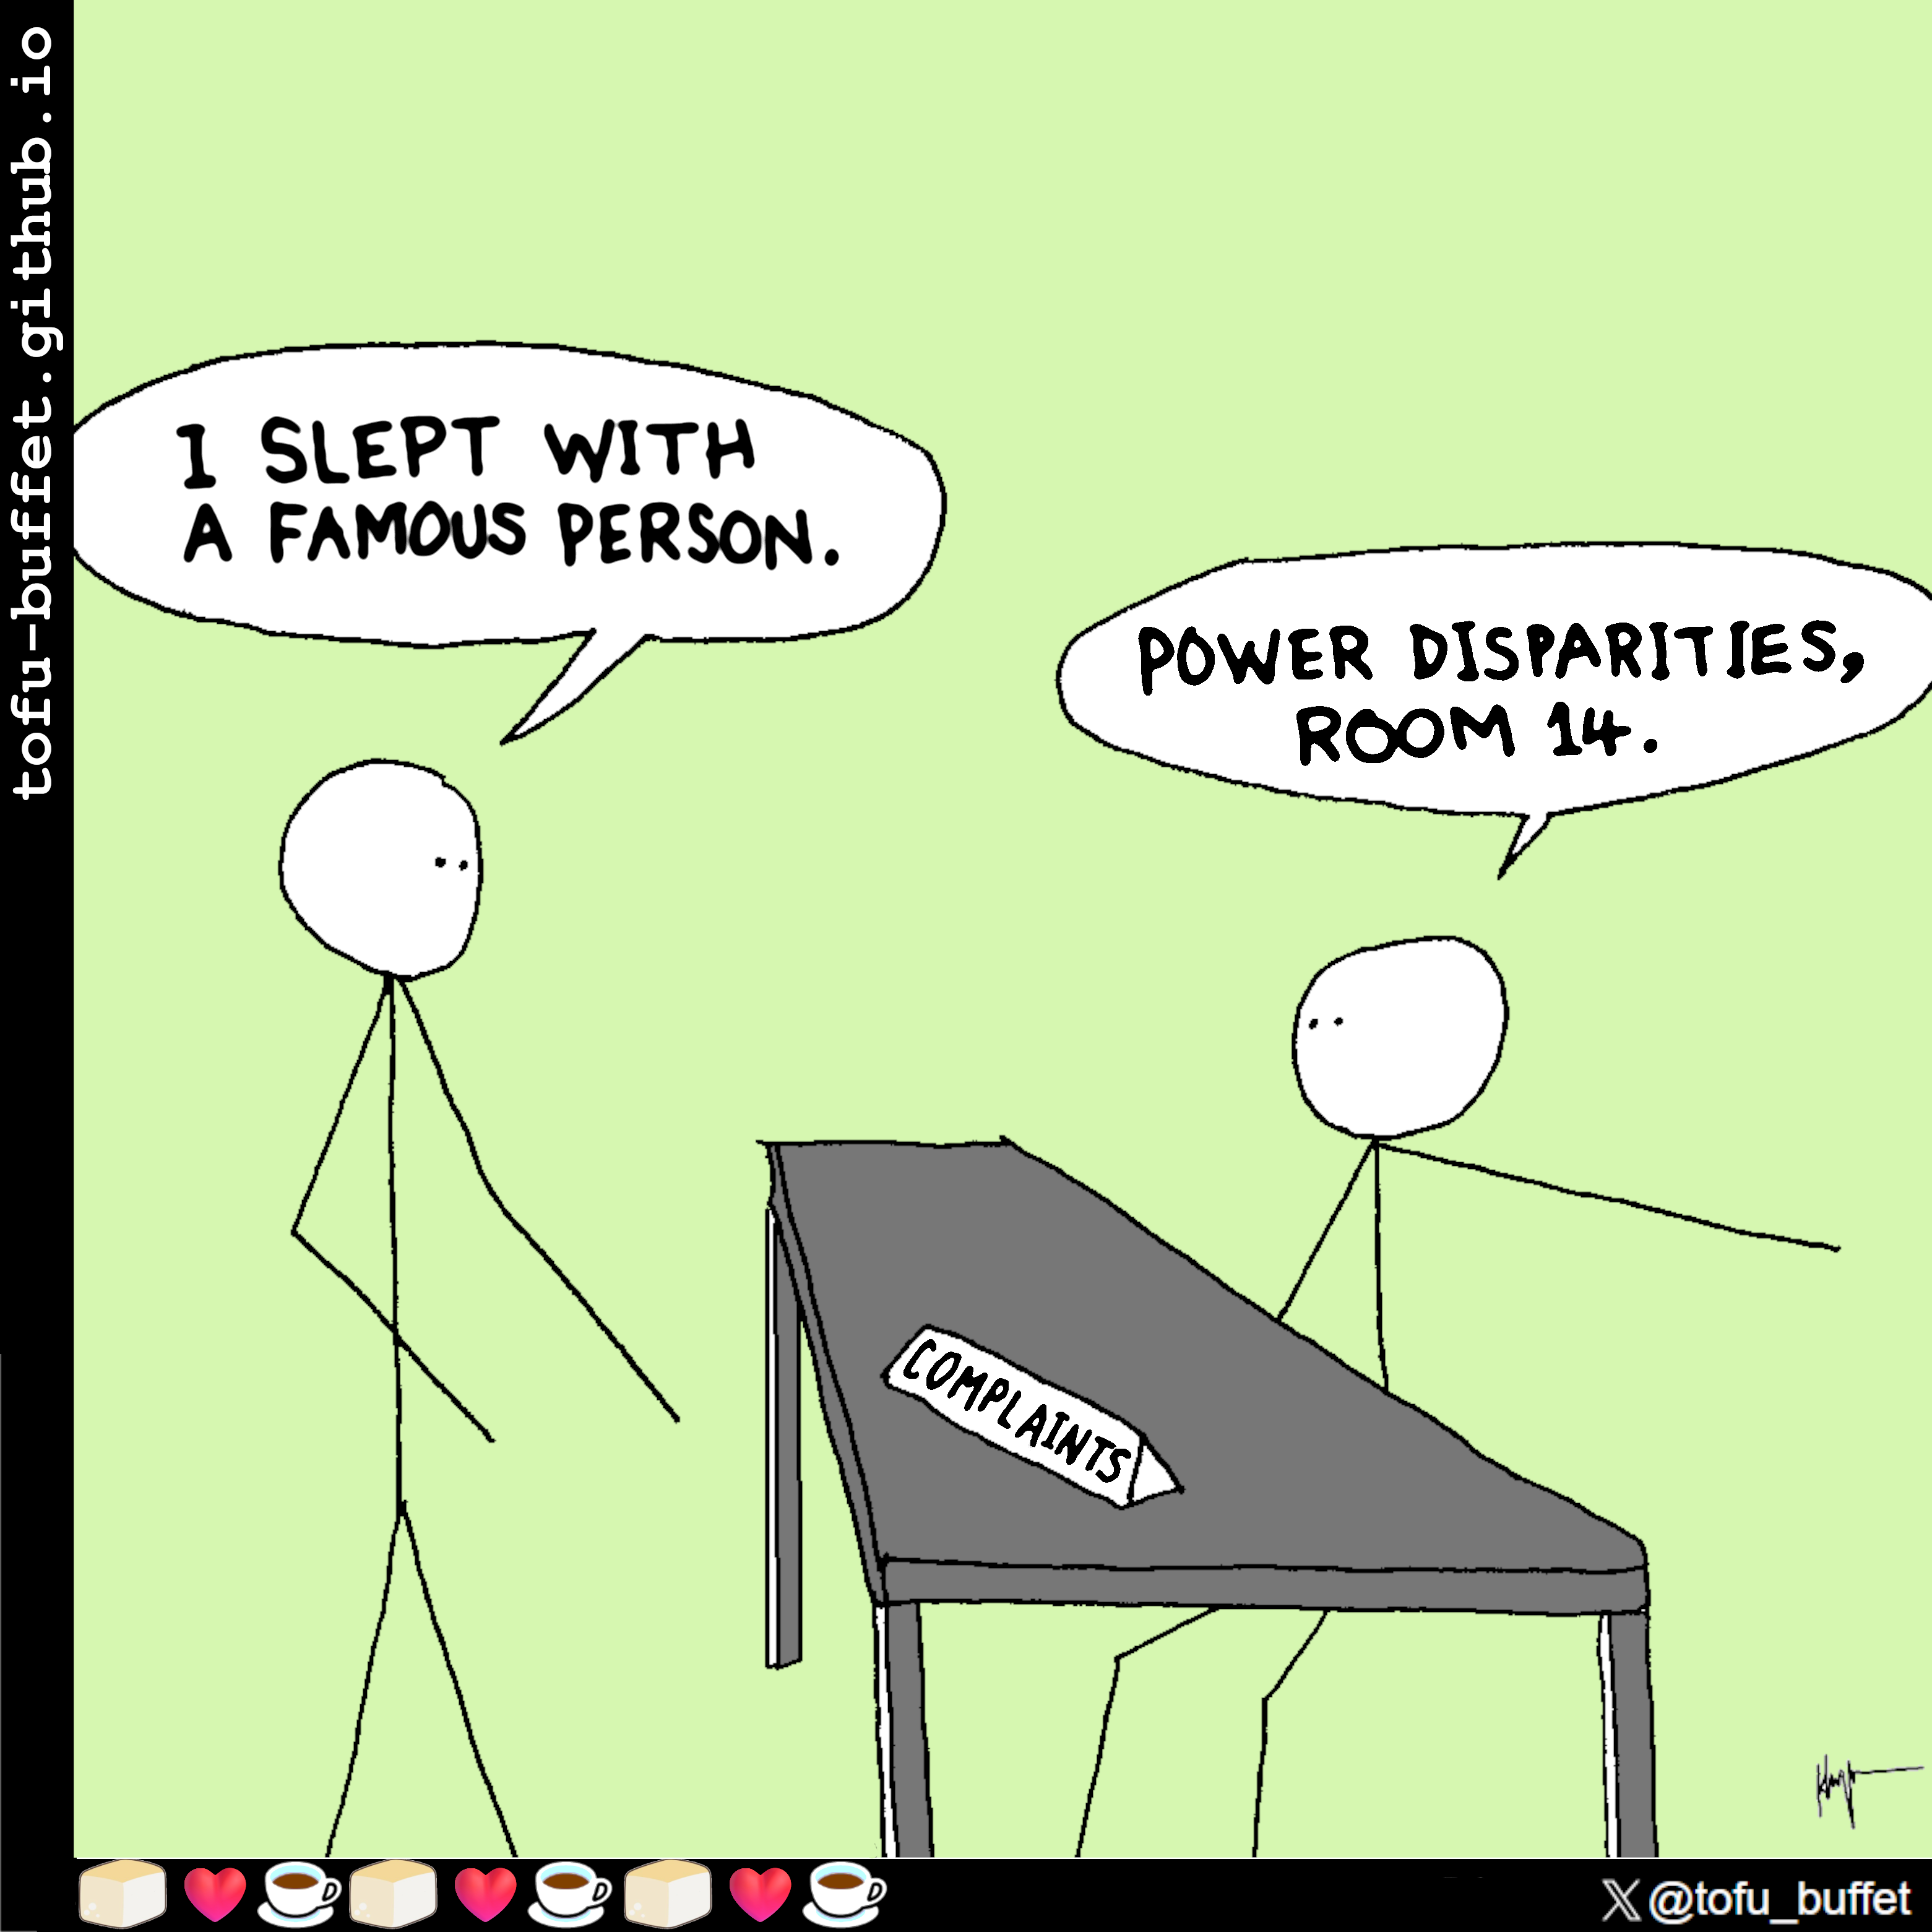 tofu-buffet.github.io
I SLEPT WITH
A FAMOUS PERSON.
POWER DISPARITIES,
ROOM 14.
COMPLAINTS
𝕏 @tofu_buffet